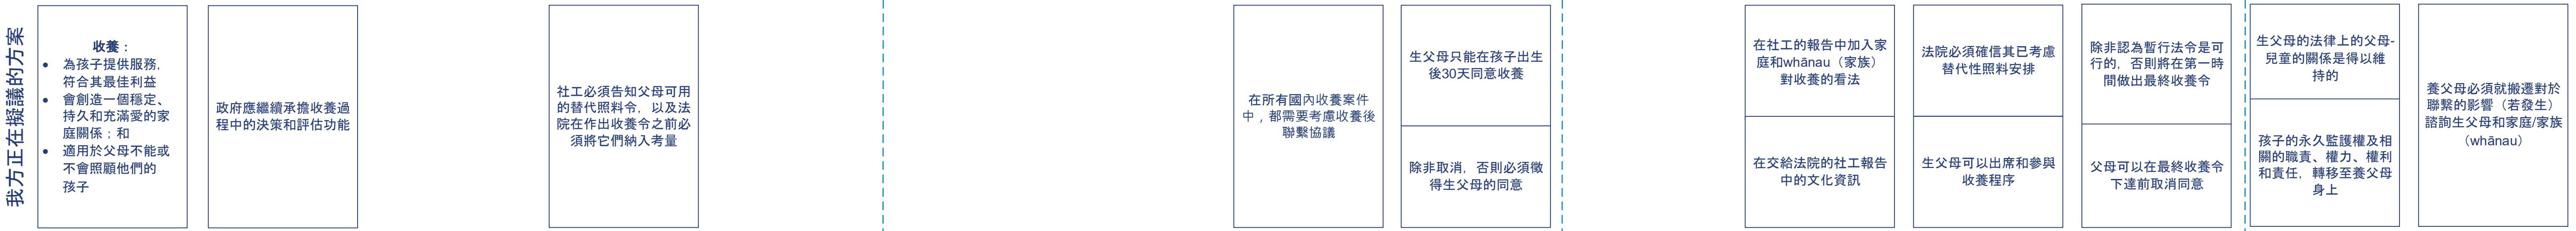 我方正在擬議的方案
收養：
• 為孩子提供服務,
符合其最佳利益
• 會創造一個穩定、
持久和充滿愛的家
庭關係；和
• 適用於父母不能或
不會照顧他們的
孩子
政府應繼續承擔收養過
程中的決策和評估功能
社工必須告知父母可用
的替代照料令, 以及法
院在作出收養令之前必
須將它們納入考量
在所有國內收養案件
中，都需要考慮收養後
聯繫協議
生父母只能在孩子出生
後30天同意收養
除非取消, 否則必須徵
得生父母的同意
在社工的報告中加入家
庭和whānau（家族）
對收養的看法
在交給法院的社工報告
中的文化資訊
法院必須確信其已考慮
替代性照料安排
生父母可以出席和參與
收養程序
除非認為暫行法令是可
行的, 否則將在第一時
間做出最終收養令
父母可以在最終收養令
下達前取消同意
生父母的法律上的父母-
兒童的關係是得以維
持的
孩子的永久監護權及相
關的職責、權力、權利
和責任, 轉移至養父母
身上
養父母必須就搬遷對於
聯繫的影響（若發生）
諮詢生父母和家庭/家族
（whānau）